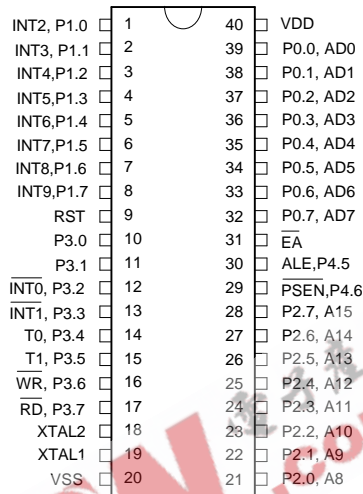 INT2, P1.0 1 40 VDD
INT3, P1.1 2 39 P0.0, AD0
INT4,P1.2 3 38 P0.1, AD1
INT5,P1.3 4 37 P0.2, AD2
INT6,P1.4 5 36 P0.3, AD3
INT7,P1.5 6 35 P0.4, AD4
INT8,P1.6 7 34 P0.5, AD5
INT9,P1.7 8 33 P0.6, AD6
RST 9 32 P0.7, AD7
P3.0 10 31 EA
P3.1 11 30 ALE,P4.5
INT0, P3.2 12 29 PSEN,P4.6
INT1, P3.3 13 28 P2.7, A15
T0, P3.4 14 27 P2.6, A14
T1, P3.5 15 26 P2.5, A13
WR, P3.6 16 25 P2.4, A12
RD, P3.7 17 24 P2.3, A11
XTAL2 18 23 P2.2, A10
XTAL1 19 22 P2.1, A9
VSS 20 21 P2.0, A8